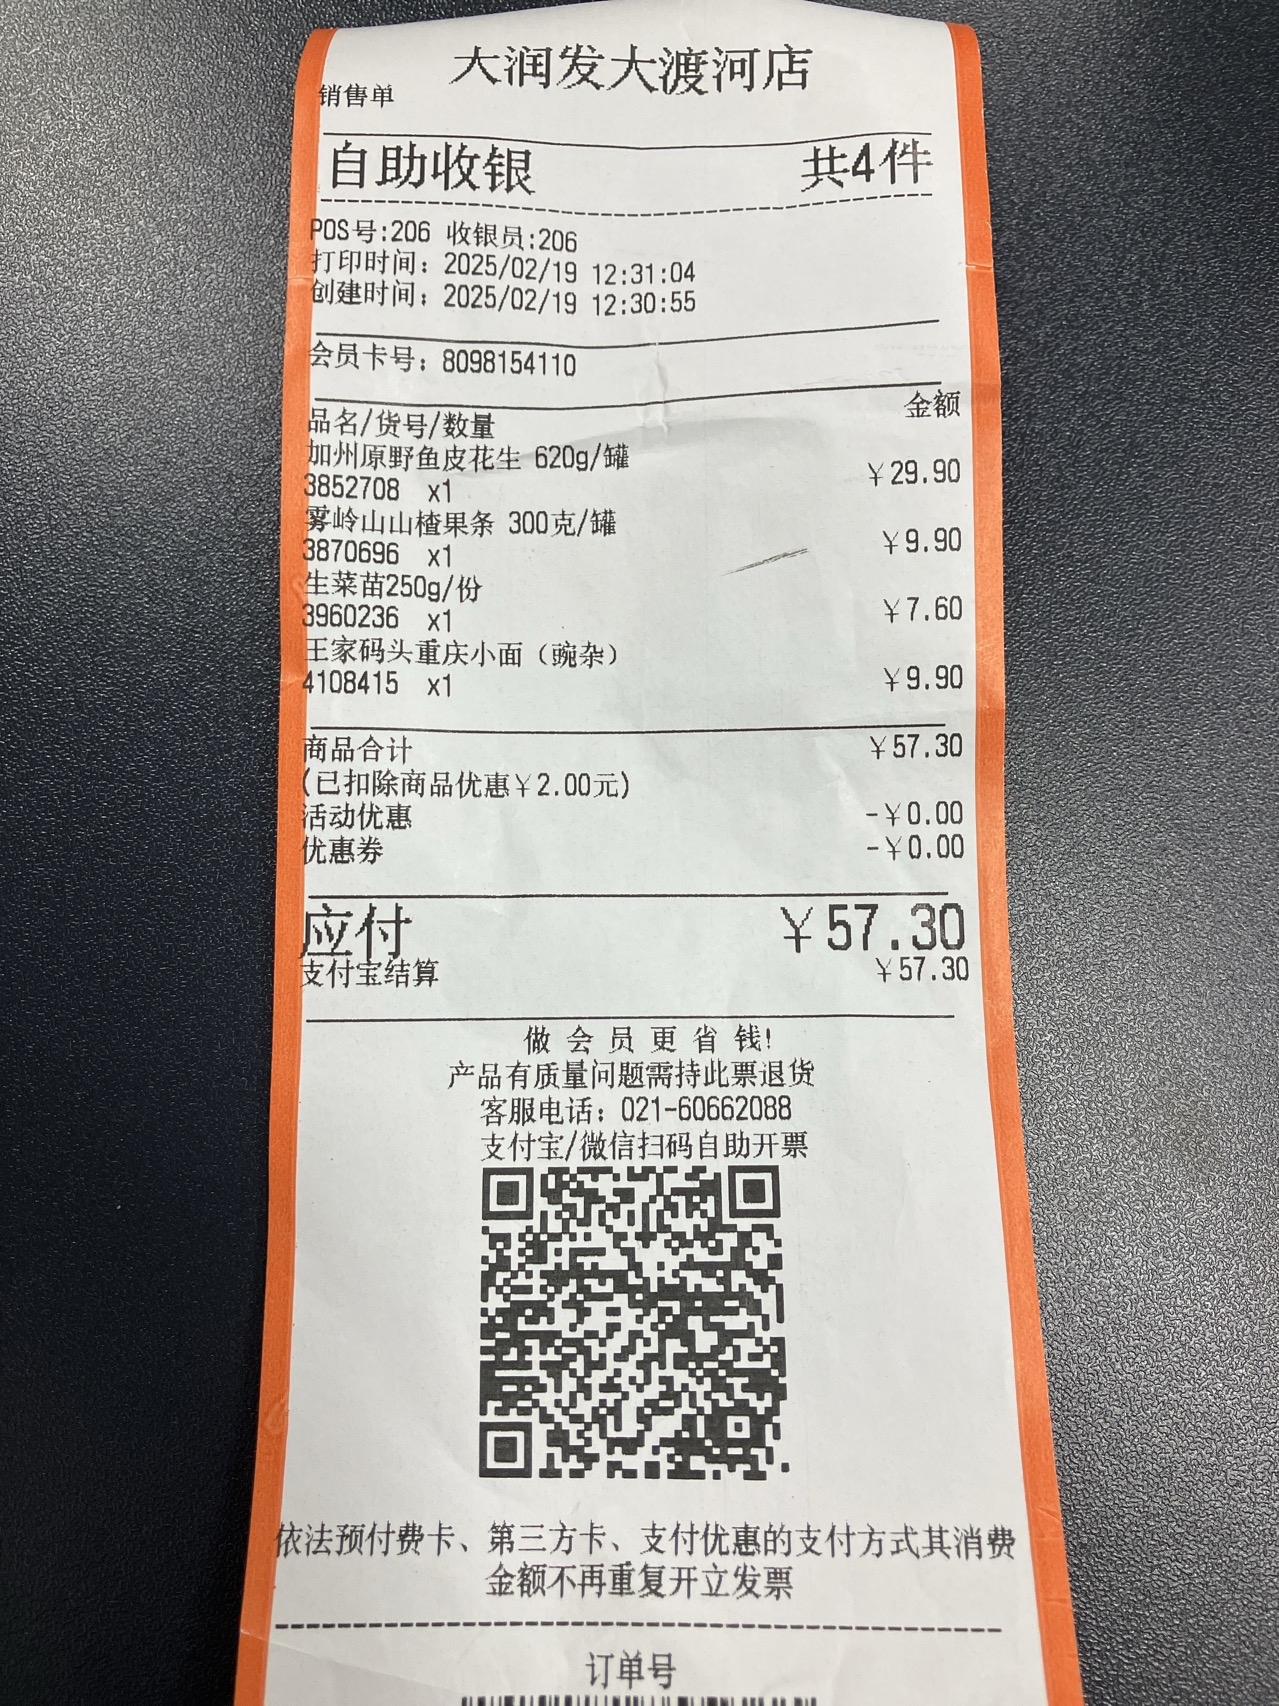 大润发大渡河店
销售单
自助收银 共4件
POS号:206 收银员:206
打印时间: 2025/02/19 12:31:04
创建时间: 2025/02/19 12:30:55
会员卡号: 8098154110
金额
品名/货号/数量
加州原野鱼皮花生 620g/罐
3852708 x1 ¥29.90
雾岭山山楂果条 300克/罐
3870696 x1 ¥9.90
生菜苗250g/份
3960236 x1 ¥7.60
王家码头重庆小面（豌杂）
4108415 x1 ¥9.90
商品合计 ¥57.30
(已扣除商品优惠¥2.00元)
活动优惠 -¥0.00
优惠券 -¥0.00
应付 ¥57.30
支付宝结算 ¥57.30
做会员更省钱!
产品有质量问题需持此票退货
客服电话: 021-60662088
支付宝/微信扫码自助开票
依法预付费卡、第三方卡、支付优惠的支付方式其消费
金额不再重复开立发票
订单号